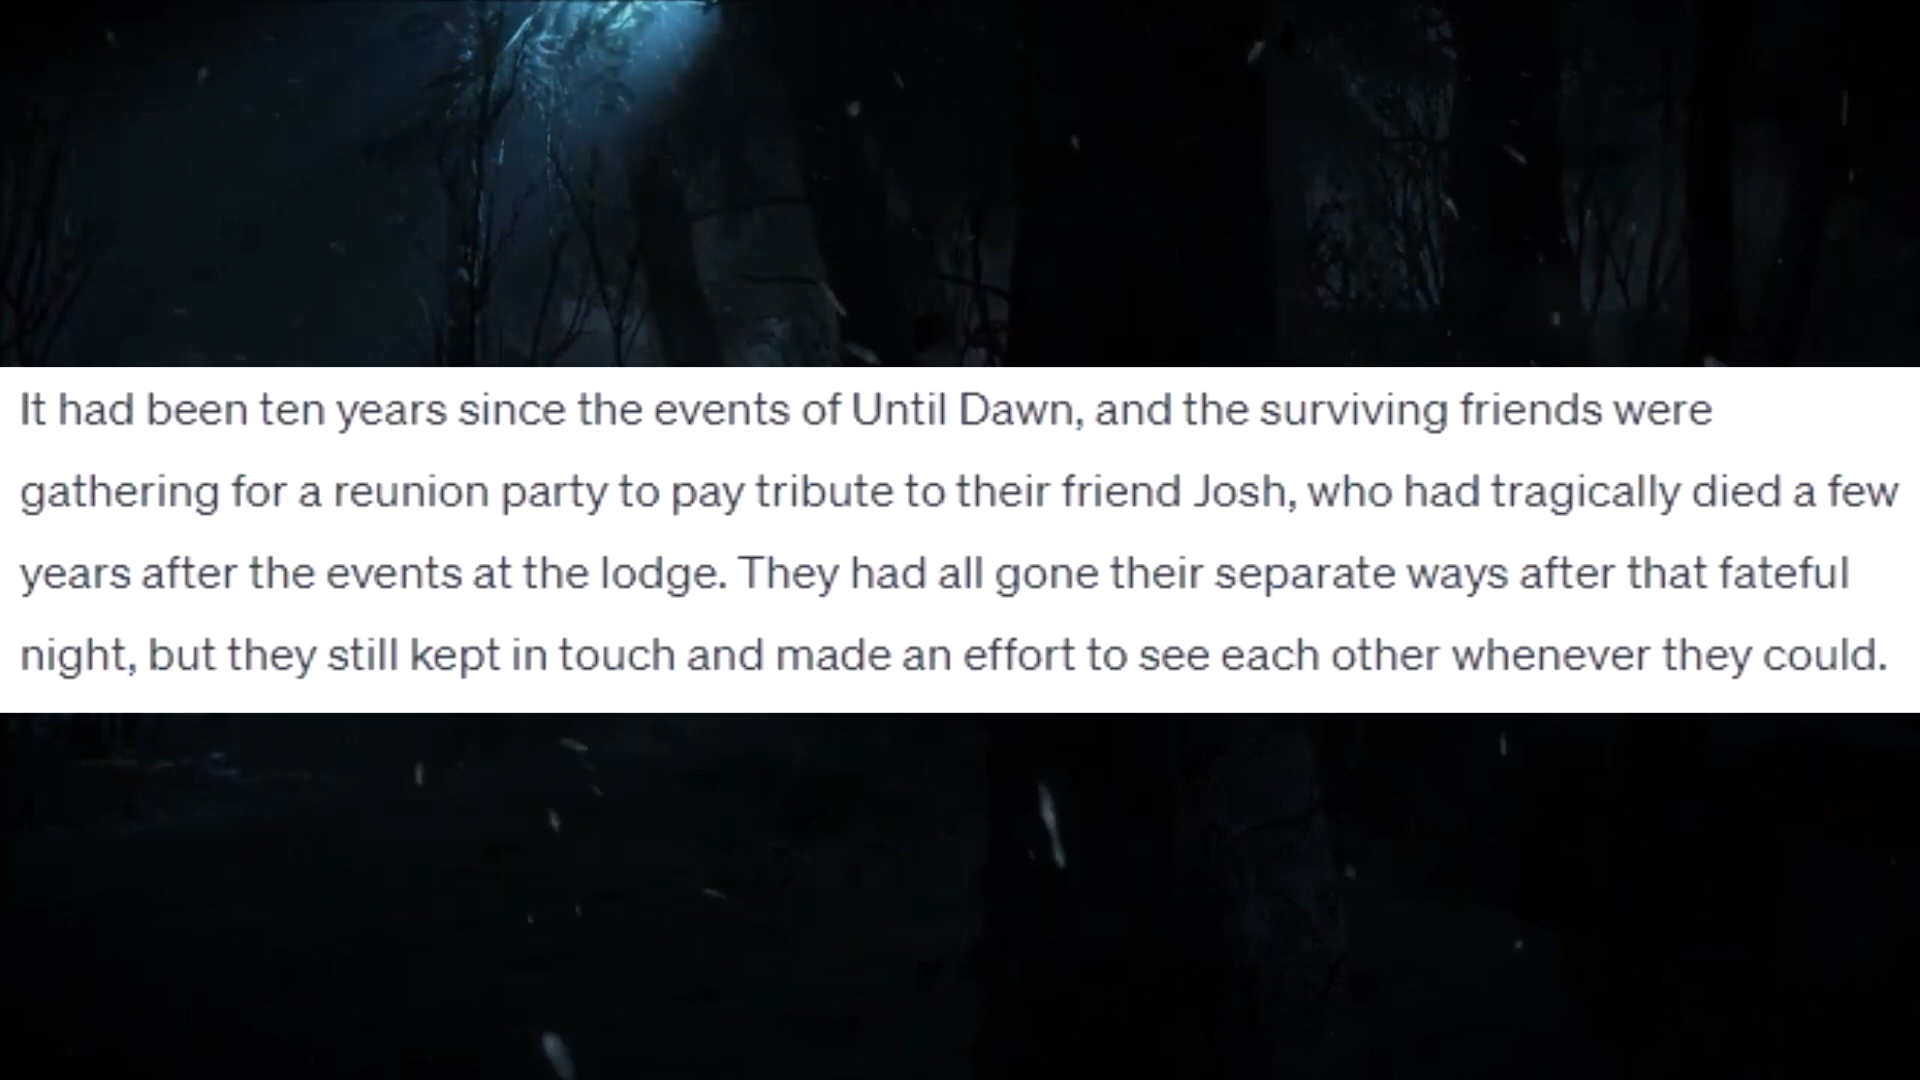 It had been ten years since the events of Until Dawn, and the surviving friends were
gathering for a reunion party to pay tribute to their friend Josh, who had tragically died a few
years after the events at the lodge. They had all gone their separate ways after that fateful
night, but they still kept in touch and made an effort to see each other whenever they could.